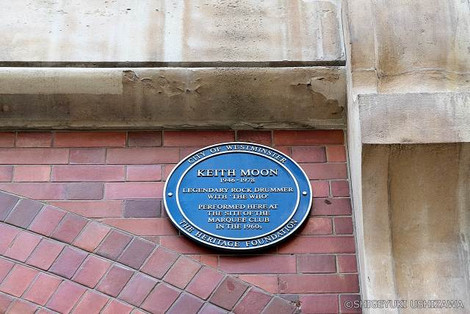 CITY OF WESTMINSTER
KEITH MOON
1946-1978
LEGENDARY ROCK DRUMMER
WITH 'THE WHO'
PERFORMED HERE AT
THE SITE OF THE
MARQUEE CLUB
IN THE 1960s.
THE HERITAGE FOUNDATION
©SHIGEYUKI USHIZAWA